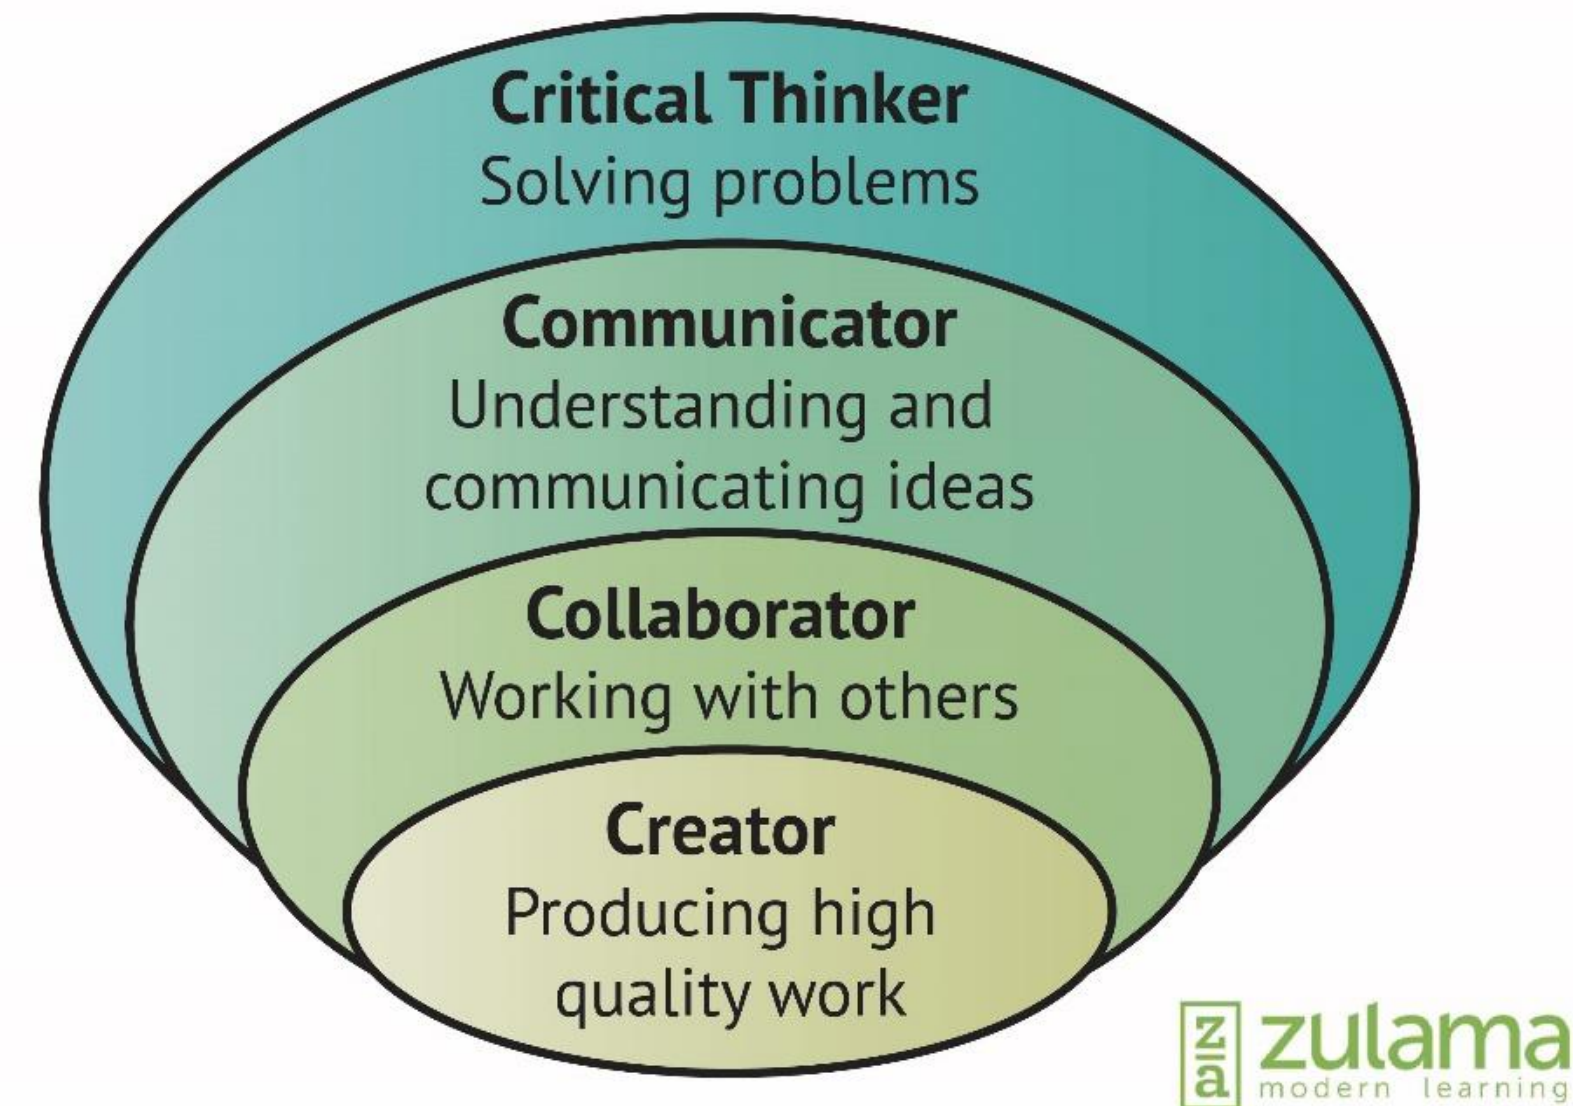 Critical Thinker
Solving problems
Communicator
Understanding and
communicating ideas
Collaborator
Working with others
Creator
Producing high
quality work
z
a
zulama
modern learning